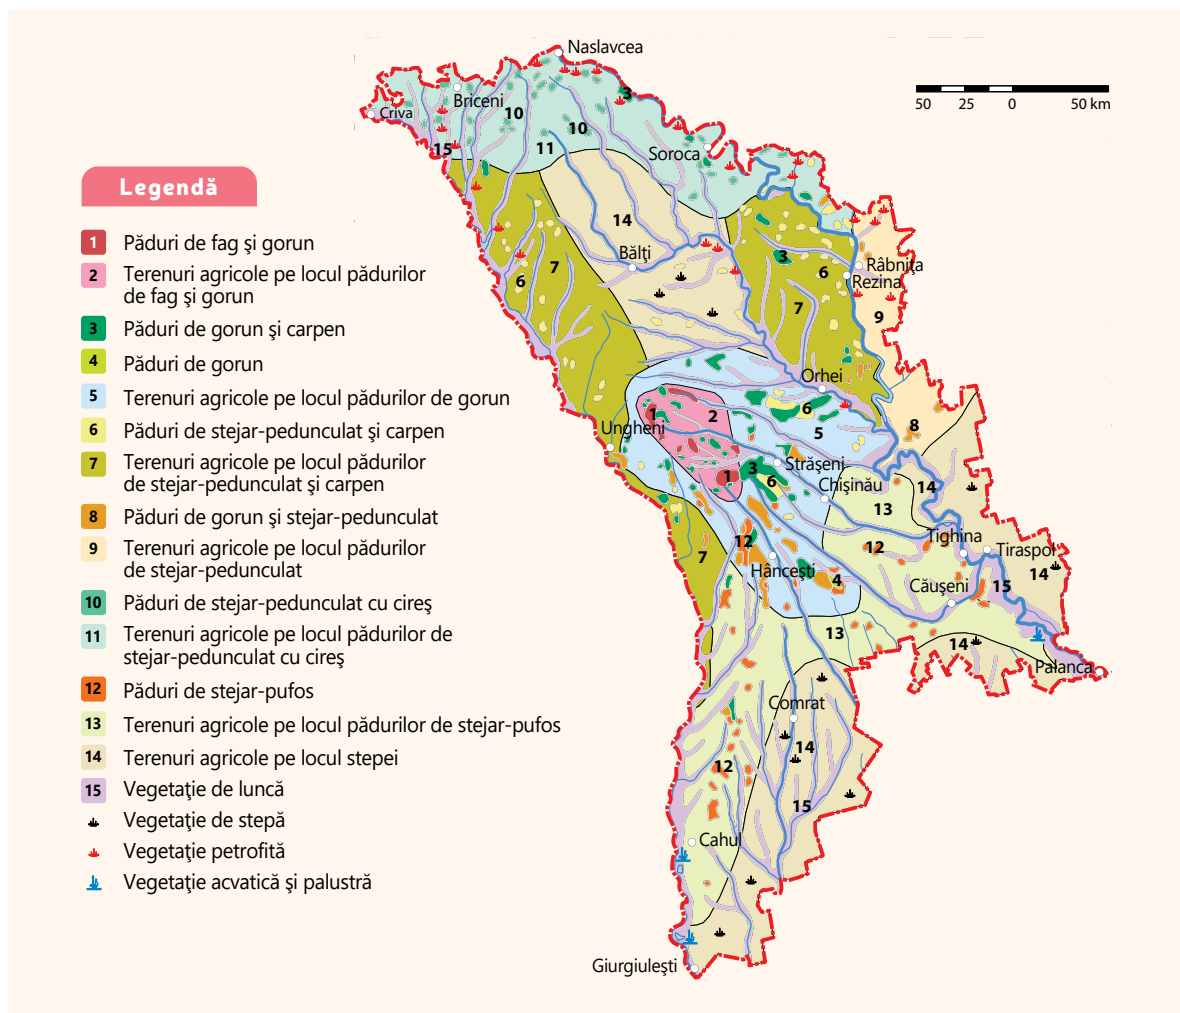 Legendă
1 Păduri de fag şi gorun
2 Terenuri agricole pe locul pădurilor
de fag şi gorun
3 Păduri de gorun şi carpen
4 Păduri de gorun
5 Terenuri agricole pe locul pădurilor de gorun
6 Păduri de stejar-pedunculat şi carpen
7 Terenuri agricole pe locul pădurilor
de stejar-pedunculat şi carpen
8 Păduri de gorun şi stejar-pedunculat
9 Terenuri agricole pe locul pădurilor
de stejar-pedunculat
10 Păduri de stejar-pedunculat cu cireş
11 Terenuri agricole pe locul pădurilor de
stejar-pedunculat cu cireş
12 Păduri de stejar-pufos
13 Terenuri agricole pe locul pădurilor de stejar-pufos
14 Terenuri agricole pe locul stepei
15 Vegetaţie de luncă
Vegetaţie de stepă
Vegetaţie petrofită
Vegetaţie acvatică şi palustră
50 25 0 50 km
Naslavcea
3
Briceni
Criva
10
10
15
11
Soroca
14
Bălţi
3
6
Râbniţa
Rezina
7
6
7
9
Orhei
1
2
6
5
8
Ungheni
Străşeni
1
3
6
Chişinău
14
13
12
12
Tighina
Tiraspol
7
Hânceşti
4
Căuşeni
15
14
13
14
Palanca
Comrat
14
12
15
Cahul
Giurgiuleşti